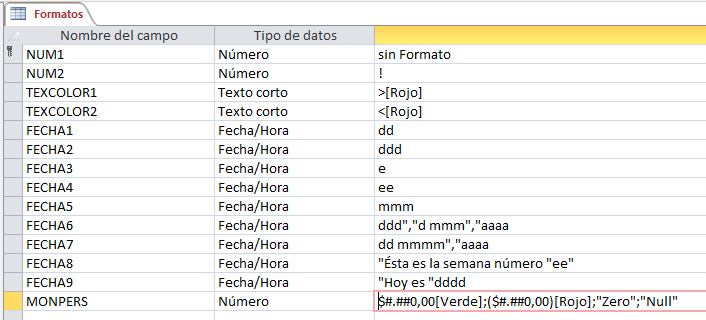 Formatos
Nombre del campo Tipo de datos
NUM1 Número sin Formato
NUM2 Número !
TEXCOLOR1 Texto corto >[Rojo]
TEXCOLOR2 Texto corto <[Rojo]
FECHA1 Fecha/Hora dd
FECHA2 Fecha/Hora ddd
FECHA3 Fecha/Hora e
FECHA4 Fecha/Hora ee
FECHA5 Fecha/Hora mmm
FECHA6 Fecha/Hora ddd","d mmm","aaaa
FECHA7 Fecha/Hora dd mmmm","aaaa
FECHA8 Fecha/Hora "Ésta es la semana número "ee"
FECHA9 Fecha/Hora "Hoy es "dddd
MONPERS Número $#.##0,00[Verde];($#.##0,00)[Rojo];"Zero";"Null"